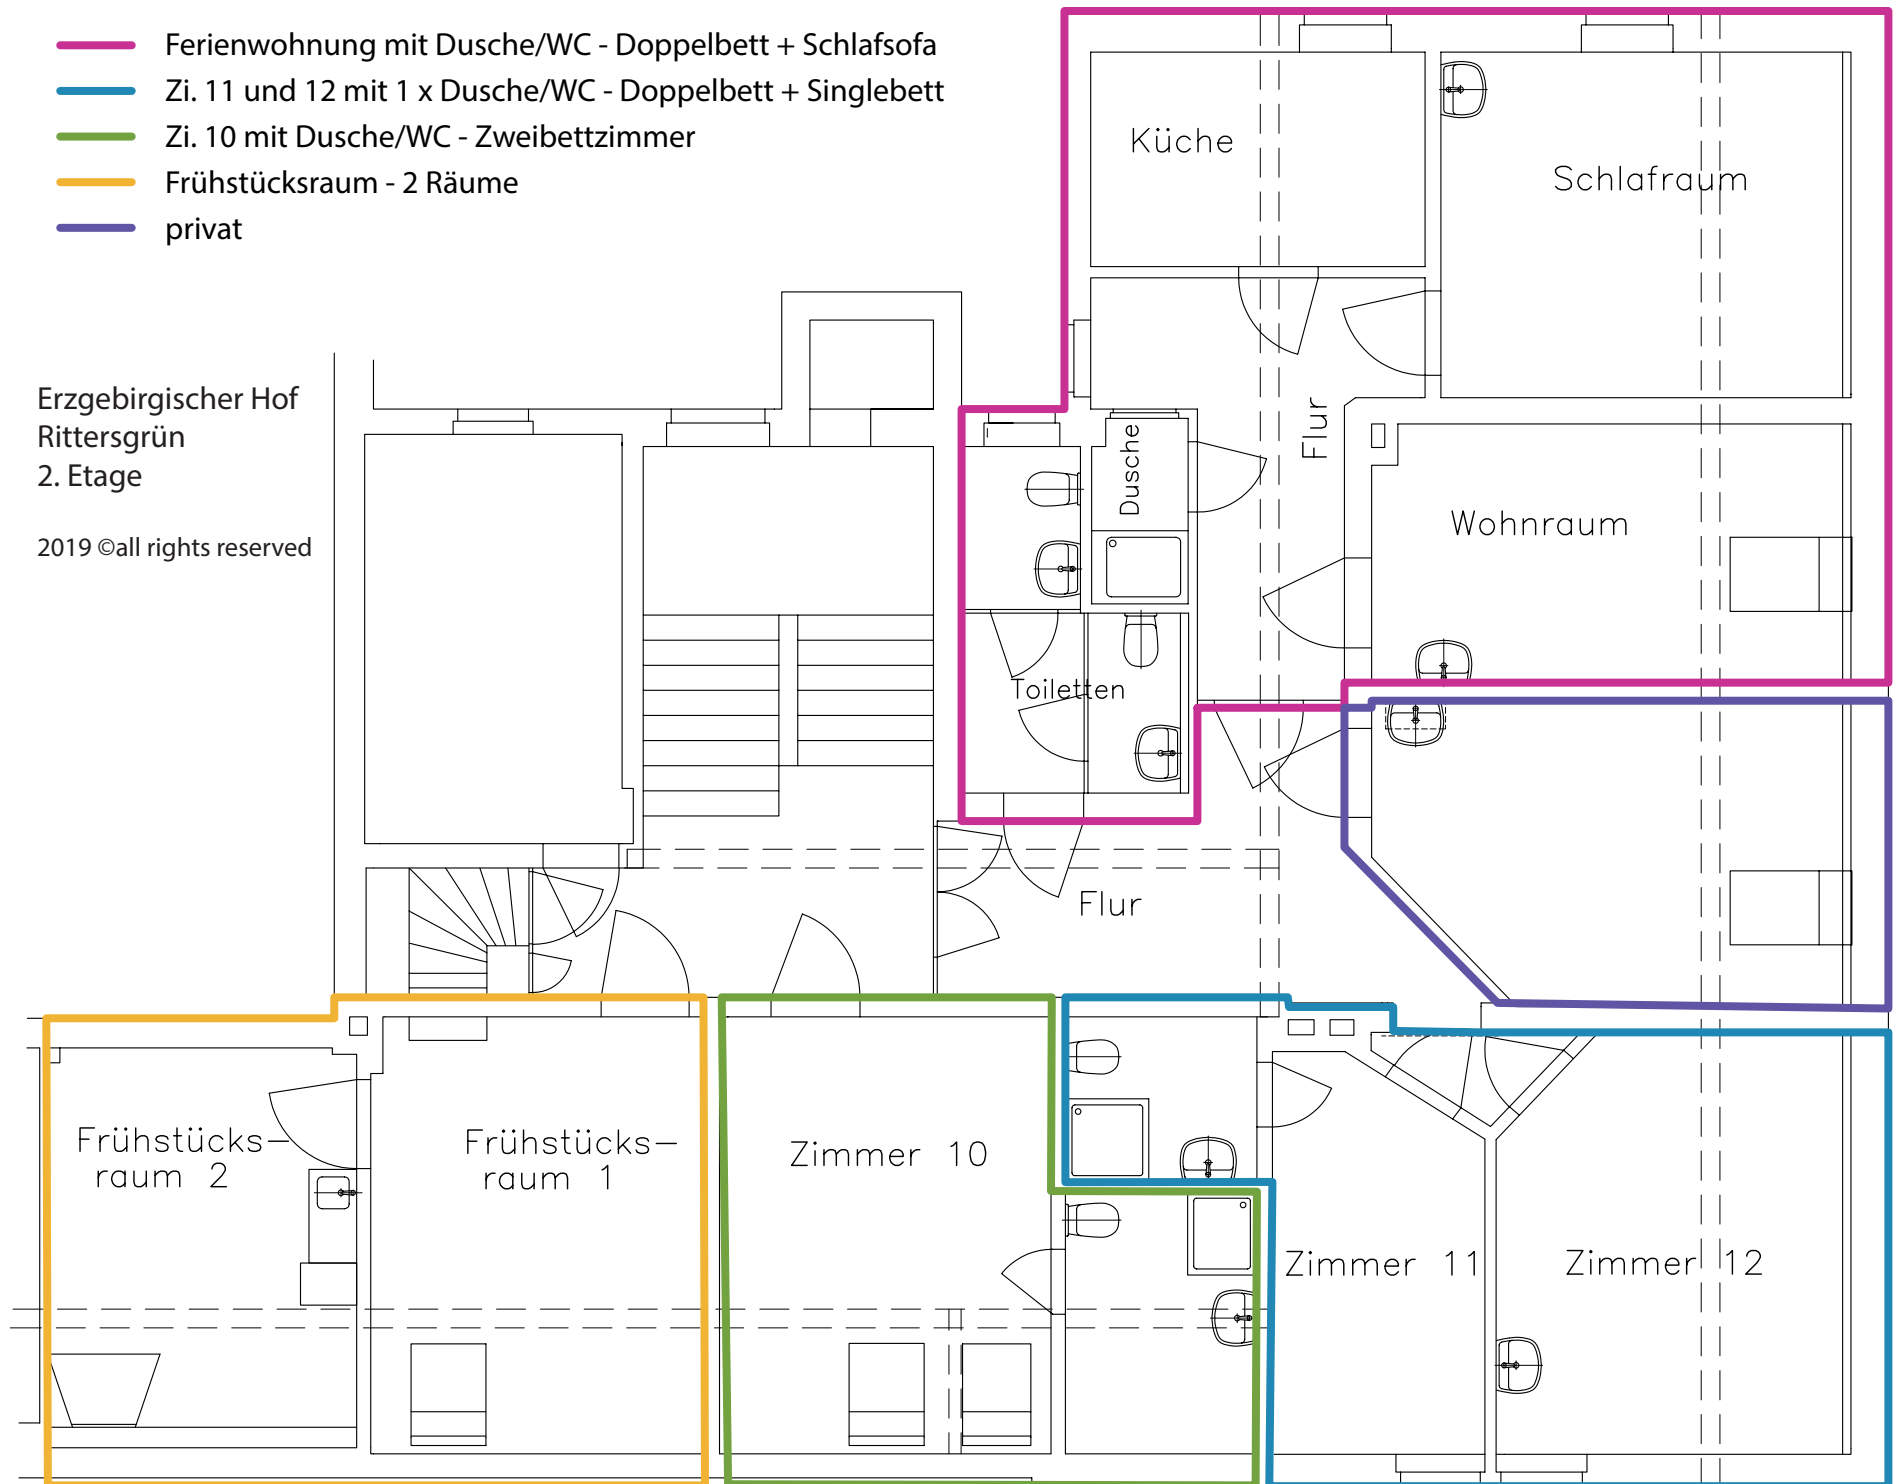 Ferienwohnung mit Dusche/WC - Doppelbett + Schlafsofa
Zi. 11 und 12 mit 1 x Dusche/WC - Doppelbett + Singlebett
Zi. 10 mit Dusche/WC - Zweibettzimmer
Frühstücksraum - 2 Räume
privat
Erzgebirgischer Hof
Rittersgrün
2. Etage
2019 ©all rights reserved
Küche
Schlafraum
Flur
Dusche
Wohnraum
Toiletten
Flur
Frühstücks-
raum 2
Frühstücks-
raum 1
Zimmer 10
Zimmer 11
Zimmer 12